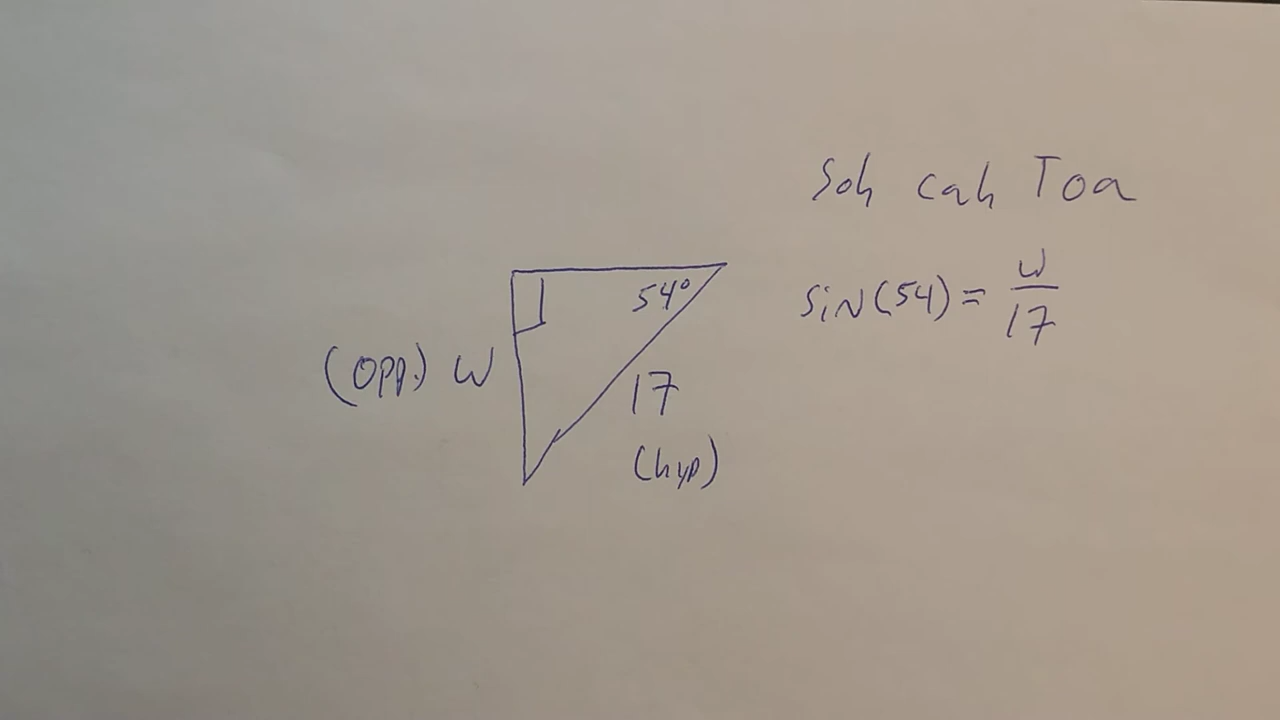 Soh cah Toa
sin(54) = w/17
54°
(opp.) w
17
(hyp)